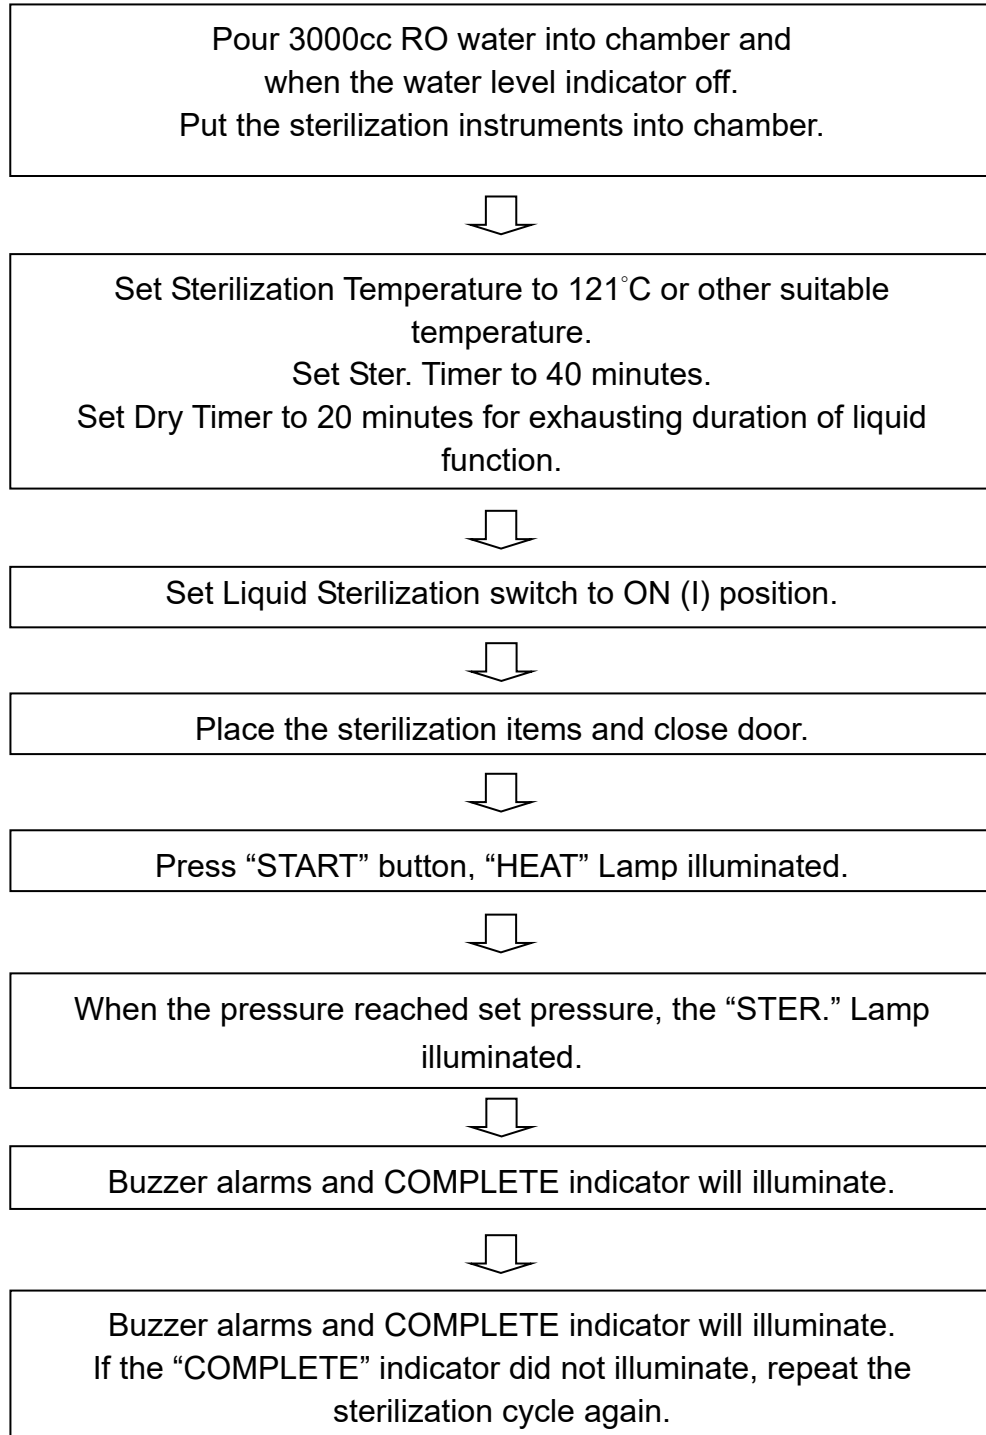 Pour 3000cc RO water into chamber and
when the water level indicator off.
Put the sterilization instruments into chamber.
Set Sterilization Temperature to 121°C or other suitable
temperature.
Set Ster. Timer to 40 minutes.
Set Dry Timer to 20 minutes for exhausting duration of liquid
function.
Set Liquid Sterilization switch to ON (I) position.
Place the sterilization items and close door.
Press “START” button, “HEAT” Lamp illuminated.
When the pressure reached set pressure, the “STER.” Lamp
illuminated.
Buzzer alarms and COMPLETE indicator will illuminate.
Buzzer alarms and COMPLETE indicator will illuminate.
If the “COMPLETE” indicator did not illuminate, repeat the
sterilization cycle again.